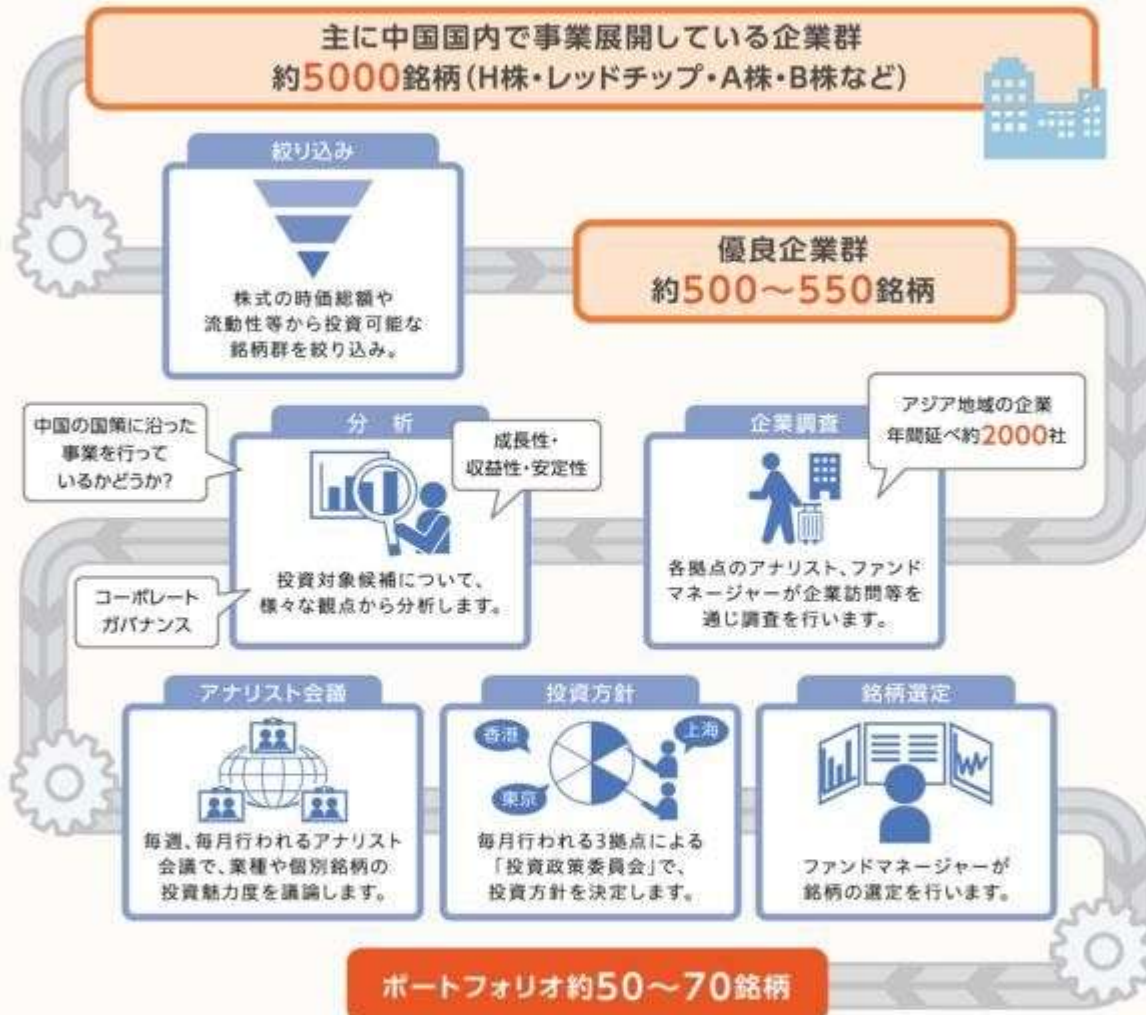 主に中国国内で事業展開している企業群
約5000銘柄(H株・レッドチップ・A株・B株など)
絞り込み
株式の時価総額や
流動性等から投資可能な
銘柄群を絞り込み。
優良企業群
約500〜550銘柄
企業調査
アジア地域の企業
年間延べ約2000社
各拠点のアナリスト、ファンド
マネージャーが企業訪問等を
通じ調査を行います。
分析
中国の国策に沿った
事業を行って
いるかどうか?
成長性・
収益性・安定性
コーポレート
ガバナンス
投資対象候補について、
様々な観点から分析します。
アナリスト会議
毎週、毎月行われるアナリスト
会議で、業種や個別銘柄の
投資魅力度を議論します。
投資方針
香港
上海
東京
毎月行われる3拠点による
「投資政策委員会」で、
投資方針を決定します。
銘柄選定
ファンドマネージャーが
銘柄の選定を行います。
ポートフォリオ約50〜70銘柄